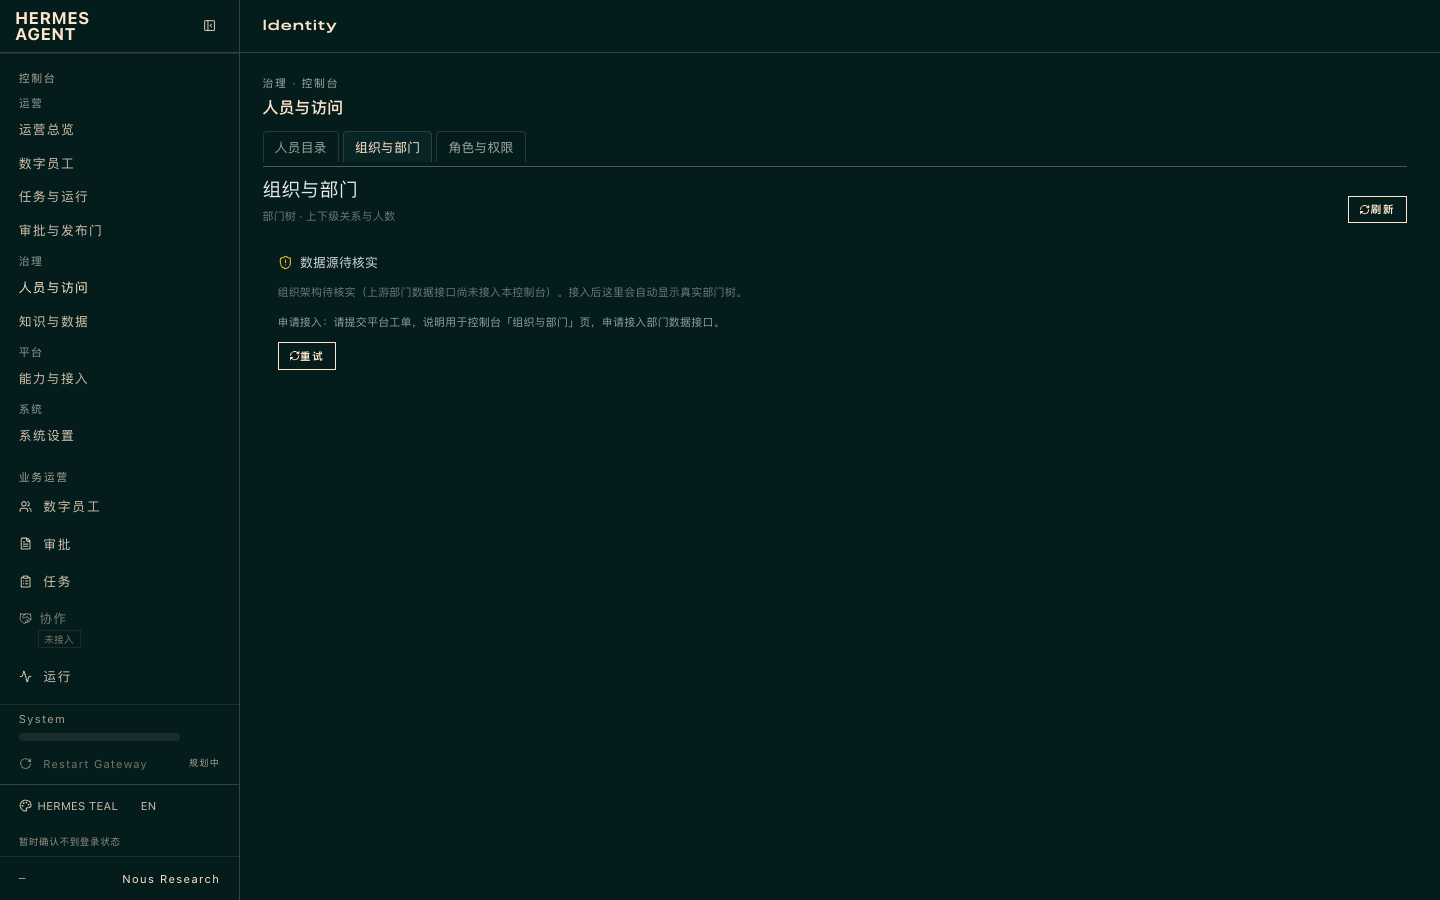 HERMES
AGENT
Identity
控制台
运营
运营总览
数字员工
任务与运行
审批与发布门
治理
人员与访问
知识与数据
平台
能力与接入
系统
系统设置
业务运营
数字员工
审批
任务
协作
未接入
运行
System
Restart Gateway
规划中
HERMES TEAL
EN
暂时确认不到登录状态
—
Nous Research
治理 · 控制台
人员与访问
人员目录
组织与部门
角色与权限
组织与部门
部门树 · 上下级关系与人数
刷新
数据源待核实
组织架构待核实（上游部门数据接口尚未接入本控制台）。接入后这里会自动显示真实部门树。
申请接入：请提交平台工单，说明用于控制台「组织与部门」页，申请接入部门数据接口。
重试